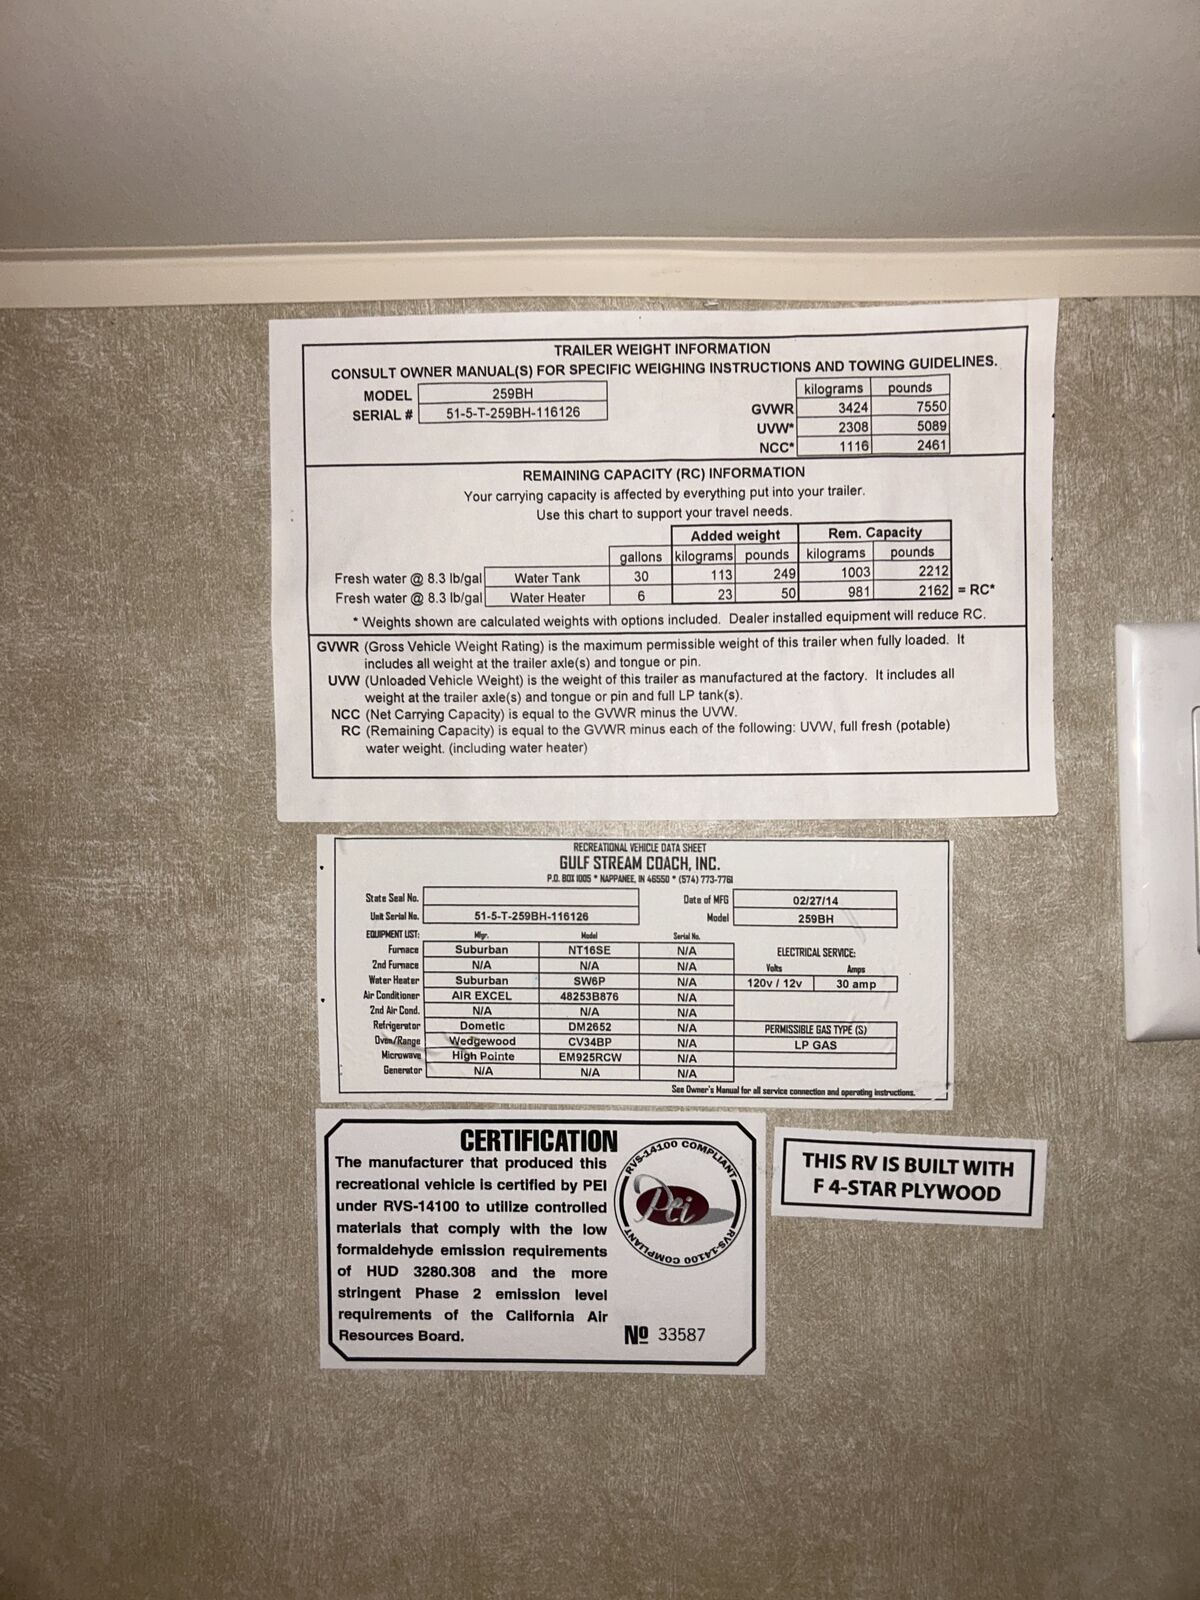 TRAILER WEIGHT INFORMATION
CONSULT OWNER MANUAL(S) FOR SPECIFIC WEIGHING INSTRUCTIONS AND TOWING GUIDELINES.
MODEL 259BH
SERIAL # 51-5-T-259BH-116126
kilograms pounds
GVWR 3424 7550
UVW* 2308 5089
NCC* 1116 2461
REMAINING CAPACITY (RC) INFORMATION
Your carrying capacity is affected by everything put into your trailer.
Use this chart to support your travel needs.
Added weight Rem. Capacity
gallons kilograms pounds kilograms pounds
Fresh water @ 8.3 lb/gal Water Tank 30 113 249 1003 2212
Fresh water @ 8.3 lb/gal Water Heater 6 23 50 981 2162 = RC*
* Weights shown are calculated weights with options included. Dealer installed equipment will reduce RC.
GVWR (Gross Vehicle Weight Rating) is the maximum permissible weight of this trailer when fully loaded. It
includes all weight at the trailer axle(s) and tongue or pin.
UVW (Unloaded Vehicle Weight) is the weight of this trailer as manufactured at the factory. It includes all
weight at the trailer axle(s) and tongue or pin and full LP tank(s).
NCC (Net Carrying Capacity) is equal to the GVWR minus the UVW.
RC (Remaining Capacity) is equal to the GVWR minus each of the following: UVW, full fresh (potable)
water weight. (including water heater)
RECREATIONAL VEHICLE DATA SHEET
GULF STREAM COACH, INC.
P.O. BOX 1005 * NAPPANEE, IN 46550 * (574) 773-7761
State Seal No. Date of MFG 02/27/14
Unit Serial No. 51-5-T-259BH-116126 Model 259BH
EQUIPMENT LIST: Mfgr. Model Serial No.
Furnace Suburban NT16SE N/A ELECTRICAL SERVICE:
2nd Furnace N/A N/A N/A Volts Amps
Water Heater Suburban SW6P N/A 120v / 12v 30 amp
Air Conditioner AIR EXCEL 48253B876 N/A
2nd Air Cond. N/A N/A N/A
Refrigerator Dometic DM2652 N/A PERMISSIBLE GAS TYPE (S)
Oven/Range Wedgewood CV34BP N/A LP GAS
Microwave High Pointe EM925RCW N/A
Generator N/A N/A N/A
See Owner's Manual for all service connection and operating instructions.
CERTIFICATION
The manufacturer that produced this
recreational vehicle is certified by PEI
under RVS-14100 to utilize controlled
materials that comply with the low
formaldehyde emission requirements
of HUD 3280.308 and the more
stringent Phase 2 emission level
requirements of the California Air
Resources Board.
RVS-14100 COMPLIANT
Pei
RVS-14100 COMPLIANT
Nº 33587
THIS RV IS BUILT WITH
F 4-STAR PLYWOOD